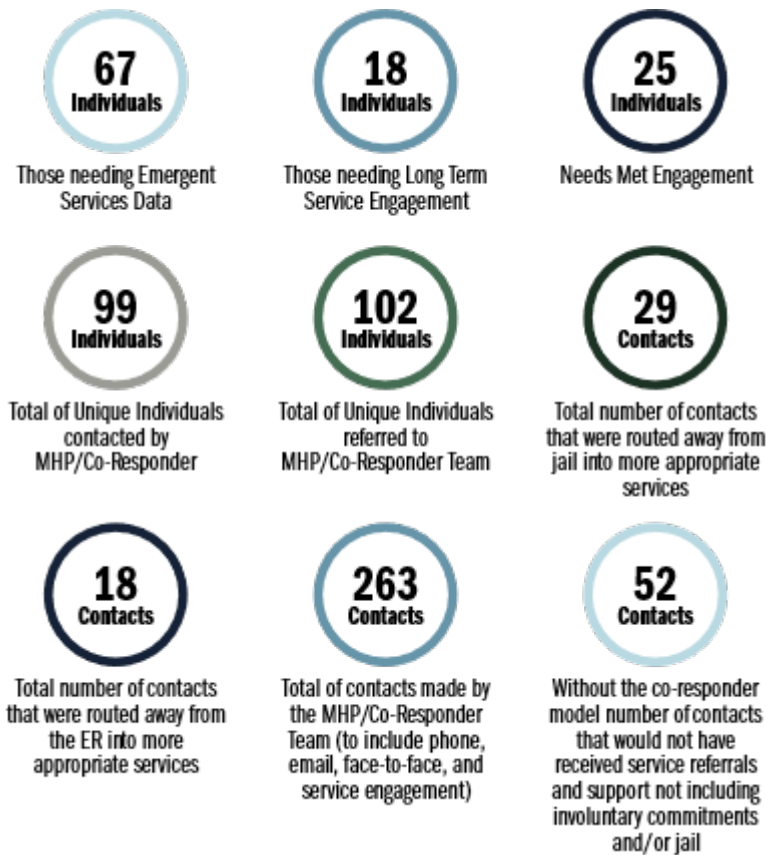 67
Individuals
Those needing Emergent
Services Data
18
Individuals
Those needing Long Term
Service Engagement
25
Individuals
Needs Met Engagement
99
Individuals
Total of Unique Individuals
contacted by
MHP/Co-Responder
102
Individuals
Total of Unique Individuals
referred to
MHP/Co-Responder Team
29
Contacts
Total number of contacts
that were routed away from
jail into more appropriate
services
18
Contacts
Total number of contacts
that were routed away from
the ER into more
appropriate services
263
Contacts
Total of contacts made by
the MHP/Co-Responder
Team (to include phone,
email, face-to-face, and
service engagement)
52
Contacts
Without the co-responder
model number of contacts
that would not have
received service referrals
and support not including
involuntary commitments
and/or jail